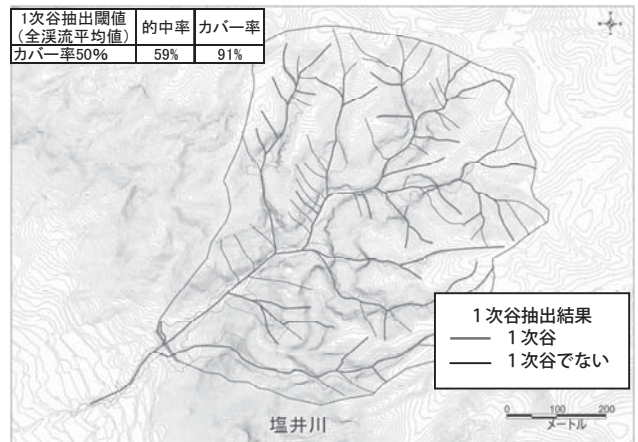 1次谷抽出閾値
(全渓流平均値)
的中率
カバー率
カバー率50%
59%
91%
1次谷抽出結果
1次谷
1次谷でない
0 100 200
メートル
塩井川